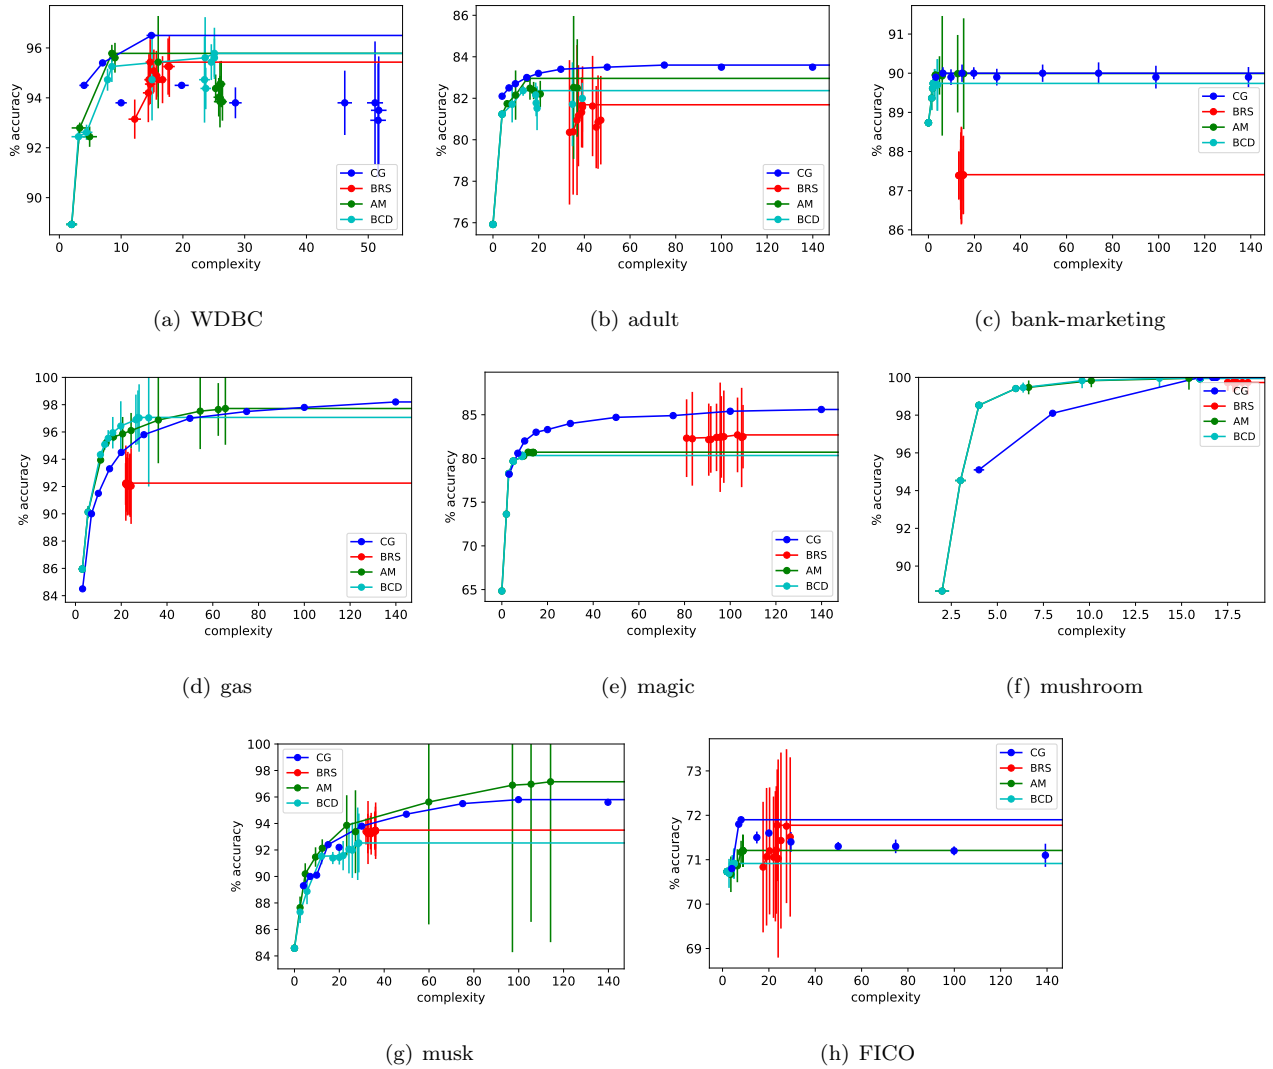 96
94
92
90
% accuracy
0
10
20
30
40
50
complexity
CG
BRS
AM
BCD
(a) WDBC
86
84
82
80
78
76
% accuracy
0
20
40
60
80
100
120
140
complexity
CG
BRS
AM
BCD
(b) adult
91
90
89
88
87
86
% accuracy
0
20
40
60
80
100
120
140
complexity
CG
BRS
AM
BCD
(c) bank-marketing
100
98
96
94
92
90
88
86
84
% accuracy
0
20
40
60
80
100
120
140
complexity
CG
BRS
AM
BCD
(d) gas
85
80
75
70
65
% accuracy
0
20
40
60
80
100
120
140
complexity
CG
BRS
AM
BCD
(e) magic
100
98
96
94
92
90
% accuracy
2.5
5.0
7.5
10.0
12.5
15.0
17.5
complexity
CG
BRS
AM
BCD
(f) mushroom
100
98
96
94
92
90
88
86
84
% accuracy
0
20
40
60
80
100
120
140
complexity
CG
BRS
AM
BCD
(g) musk
73
72
71
70
69
% accuracy
0
20
40
60
80
100
120
140
complexity
CG
BRS
AM
BCD
(h) FICO